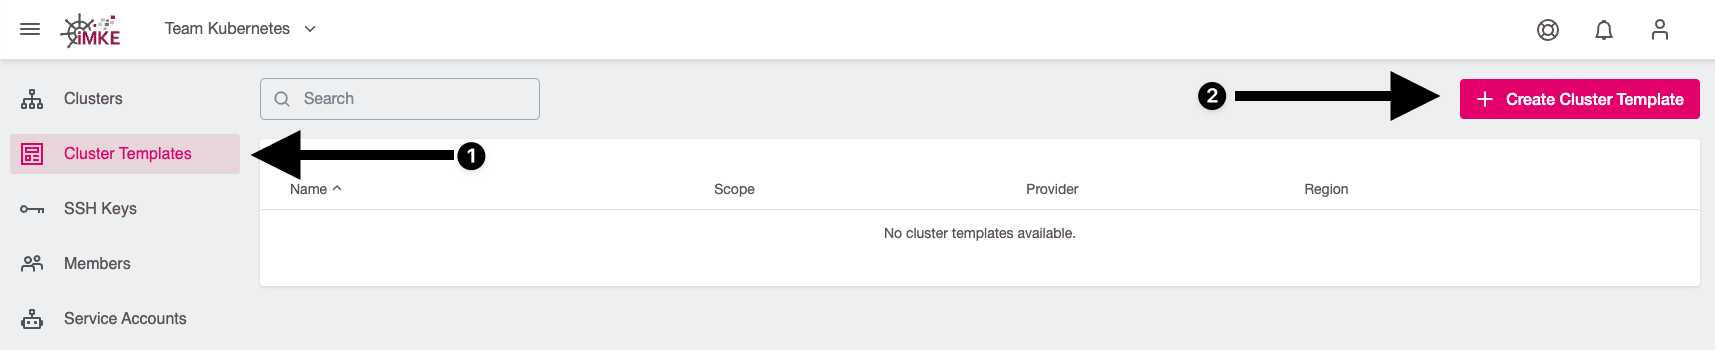 iMKE Team Kubernetes
Clusters
Search
2
Create Cluster Template
Cluster Templates
1
Name Scope Provider Region
SSH Keys
No cluster templates available.
Members
Service Accounts